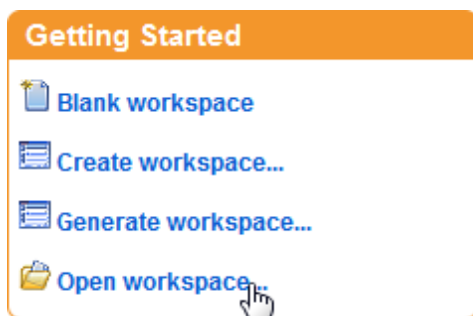 Getting Started
Blank workspace
Create workspace...
Generate workspace...
Open workspace...